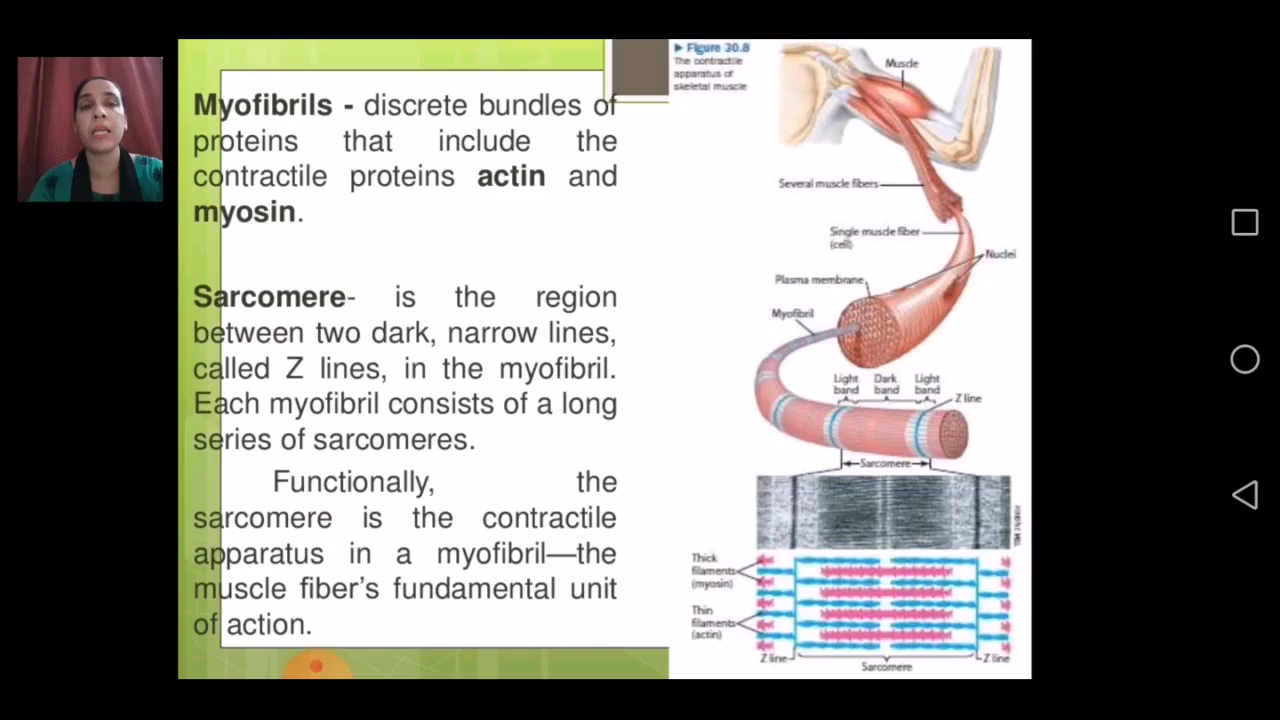 Myofibrils - discrete bundles of
proteins that include the
contractile proteins actin and
myosin.
Sarcomere- is the region
between two dark, narrow lines,
called Z lines, in the myofibril.
Each myofibril consists of a long
series of sarcomeres.
Functionally, the
sarcomere is the contractile
apparatus in a myofibril—the
muscle fiber's fundamental unit
of action.
▶ Figure 30.8
The contractile
apparatus of
skeletal muscle
Muscle
Several muscle fibers
Single muscle fiber
(cell)
Nuclei
Plasma membrane
Myofibril
Light
band
Dark
band
Light
band
Z line
Sarcomere
Thick
filaments
(myosin)
Thin
filaments
(actin)
Z line
Sarcomere
Z line